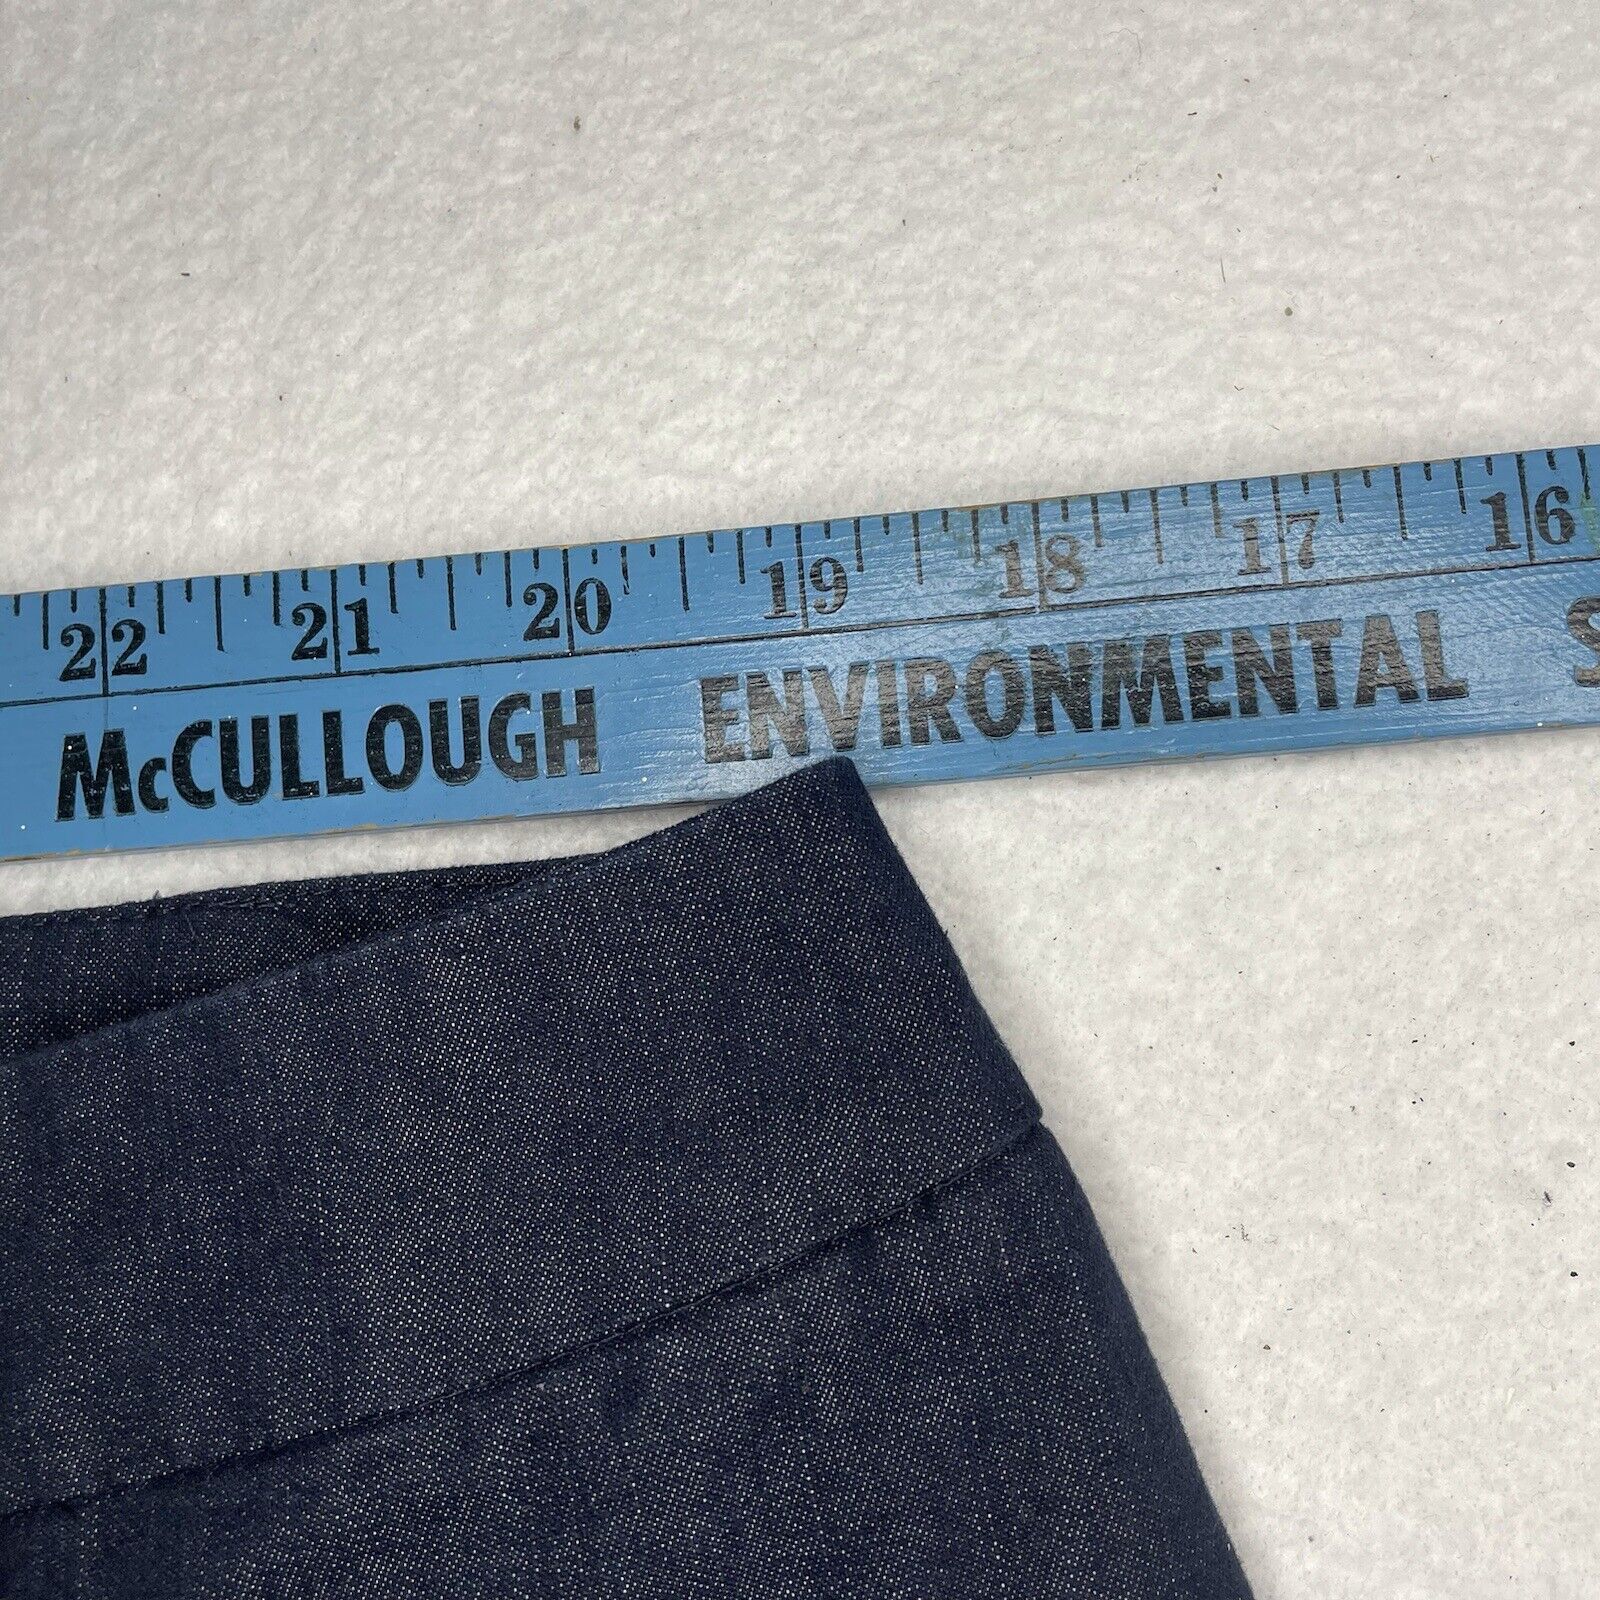 22 21 20 19 18 17 16
McCULLOUGH ENVIRONMENTAL S